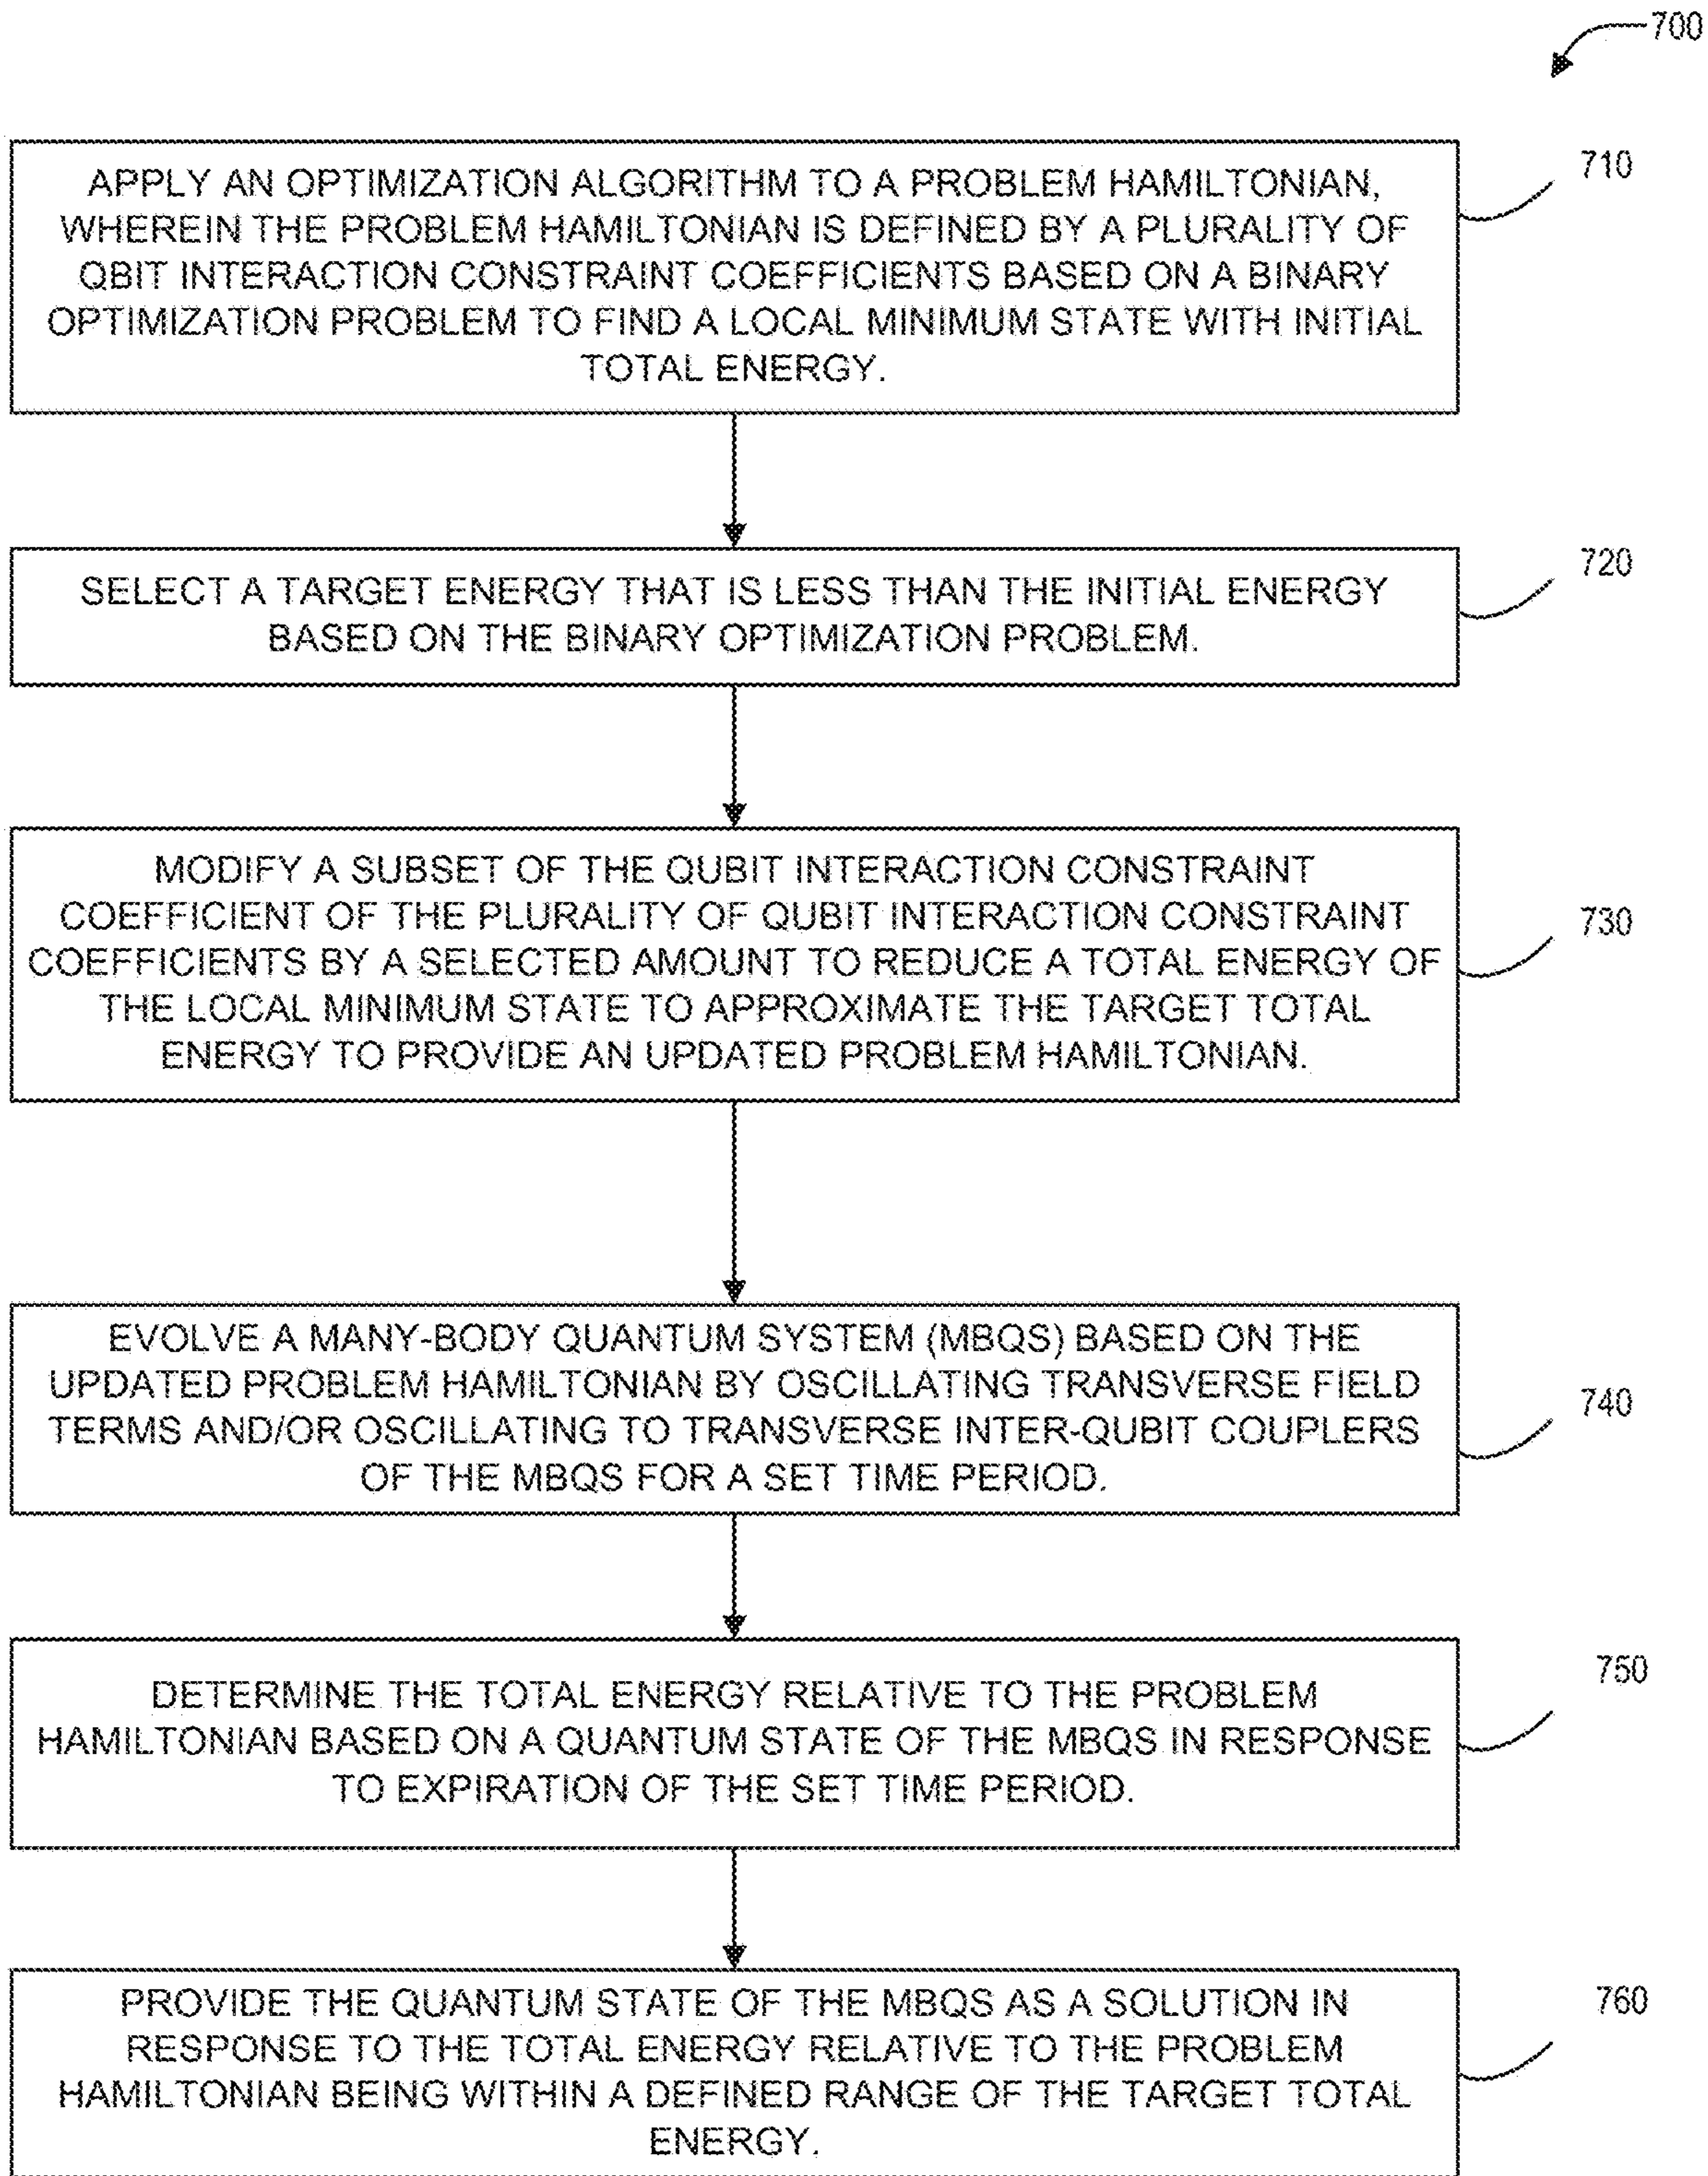 700
APPLY AN OPTIMIZATION ALGORITHM TO A PROBLEM HAMILTONIAN,
WHEREIN THE PROBLEM HAMILTONIAN IS DEFINED BY A PLURALITY OF
QBIT INTERACTION CONSTRAINT COEFFICIENTS BASED ON A BINARY
OPTIMIZATION PROBLEM TO FIND A LOCAL MINIMUM STATE WITH INITIAL
TOTAL ENERGY.
710
SELECT A TARGET ENERGY THAT IS LESS THAN THE INITIAL ENERGY
BASED ON THE BINARY OPTIMIZATION PROBLEM.
720
MODIFY A SUBSET OF THE QUBIT INTERACTION CONSTRAINT
COEFFICIENT OF THE PLURALITY OF QUBIT INTERACTION CONSTRAINT
COEFFICIENTS BY A SELECTED AMOUNT TO REDUCE A TOTAL ENERGY OF
THE LOCAL MINIMUM STATE TO APPROXIMATE THE TARGET TOTAL
ENERGY TO PROVIDE AN UPDATED PROBLEM HAMILTONIAN.
730
EVOLVE A MANY-BODY QUANTUM SYSTEM (MBQS) BASED ON THE
UPDATED PROBLEM HAMILTONIAN BY OSCILLATING TRANSVERSE FIELD
TERMS AND/OR OSCILLATING TO TRANSVERSE INTER-QUBIT COUPLERS
OF THE MBQS FOR A SET TIME PERIOD.
740
DETERMINE THE TOTAL ENERGY RELATIVE TO THE PROBLEM
HAMILTONIAN BASED ON A QUANTUM STATE OF THE MBQS IN RESPONSE
TO EXPIRATION OF THE SET TIME PERIOD.
750
PROVIDE THE QUANTUM STATE OF THE MBQS AS A SOLUTION IN
RESPONSE TO THE TOTAL ENERGY RELATIVE TO THE PROBLEM
HAMILTONIAN BEING WITHIN A DEFINED RANGE OF THE TARGET TOTAL
ENERGY.
760